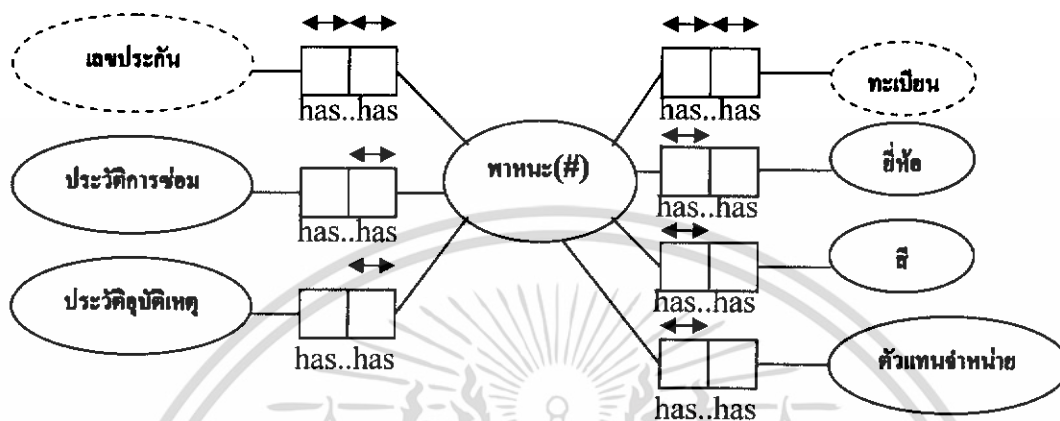 เลขประกัน
has..has
has..has
ทะเบียน
ประวัติการซ่อม
has..has
พาหนะ(#)
has..has
ยี่ห้อ
ประวัติอุบัติเหตุ
has..has
has..has
สี
has..has
ตัวแทนจำหน่าย